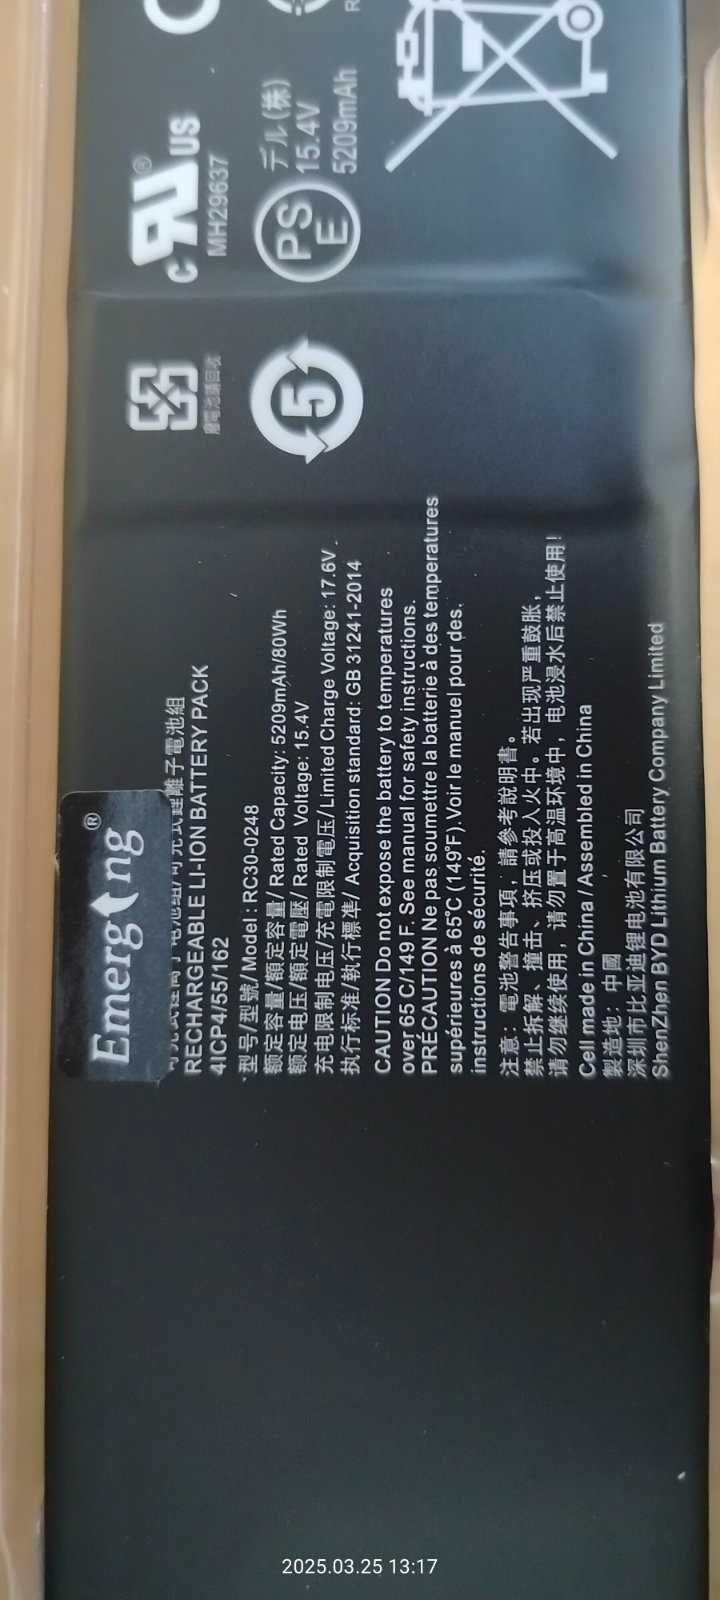 Emerging®
RECHARGEABLE LI-ION BATTERY PACK
4ICP4/55/162
型号/型號/Model : RC30-0248
额定容量/額定容量/ Rated Capacity: 5209mAh/80Wh
额定电压/額定電壓/ Rated Voltage: 15.4V
充电限制电压/充電限制電压/Limited Charge Voltage: 17.6V
执行标准/執行標準/ Acquisition standard: GB 31241-2014
CAUTION Do not expose the battery to temperatures
over 65 C/149 F. See manual for safety instructions.
PRÉCAUTION Ne pas soumettre la batterie à des temperatures
supérieures à 65°C (149°F).Voir le manuel pour des.
instructions de sécurité.
注意：電池警告事項，請參考說明書。
禁止拆解、撞击、挤压或投入火中。若出现严重鼓胀，
请勿继续使用，请勿置于高温环境中，电池浸水后禁止使用!
Cell made in China / Assembled in China
製造地: 中國
深圳市比亚迪锂电池有限公司
ShenZhen BYD Lithium Battery Company Limited
廢電池請回收
5
C RU® US
MH29637
PS
E
デル (株)
15.4V
5209mAh
2025.03.25 13:17